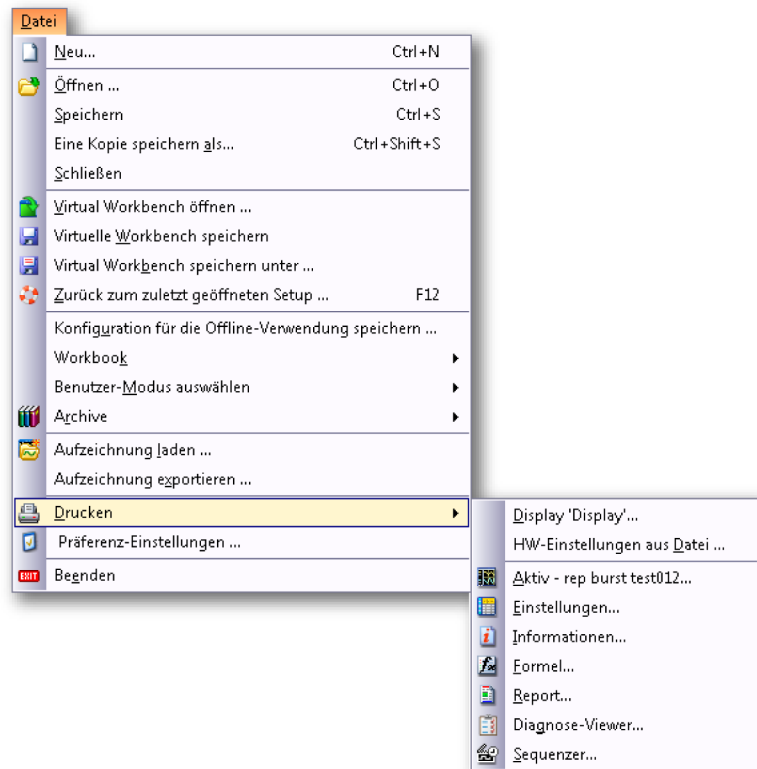 Datei
Neu... Ctrl+N
Öffnen ... Ctrl+O
Speichern Ctrl+S
Eine Kopie speichern als... Ctrl+Shift+S
Schließen
Virtual Workbench öffnen ...
Virtuelle Workbench speichern
Virtual Workbench speichern unter ...
Zurück zum zuletzt geöffneten Setup ... F12
Konfiguration für die Offline-Verwendung speichern ...
Workbook
Benutzer-Modus auswählen
Archive
Aufzeichnung laden ...
Aufzeichnung exportieren ...
Drucken
Präferenz-Einstellungen ...
EXIT Beenden
Display 'Display'...
HW-Einstellungen aus Datei ...
Aktiv - rep burst test012...
Einstellungen...
Informationen...
Formel...
Report...
Diagnose-Viewer...
Sequenzer...